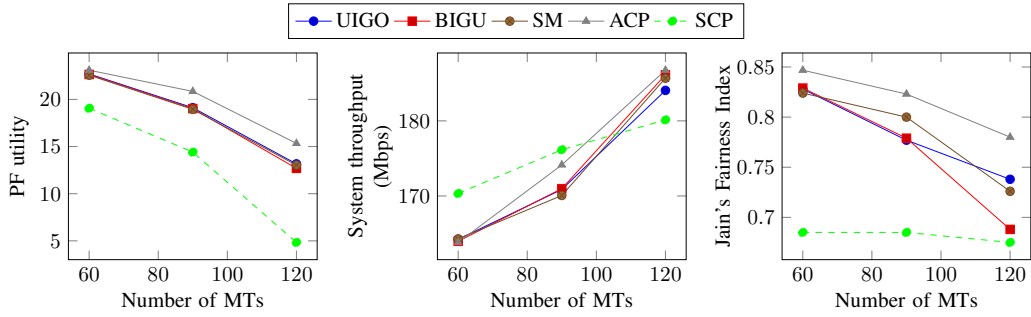 UIGO BIGU SM ACP SCP
PF utility
20
15
10
5
60 80 100 120
Number of MTs
System throughput
(Mbps)
180
170
60 80 100 120
Number of MTs
Jain's Fairness Index
0.85
0.8
0.75
0.7
60 80 100 120
Number of MTs